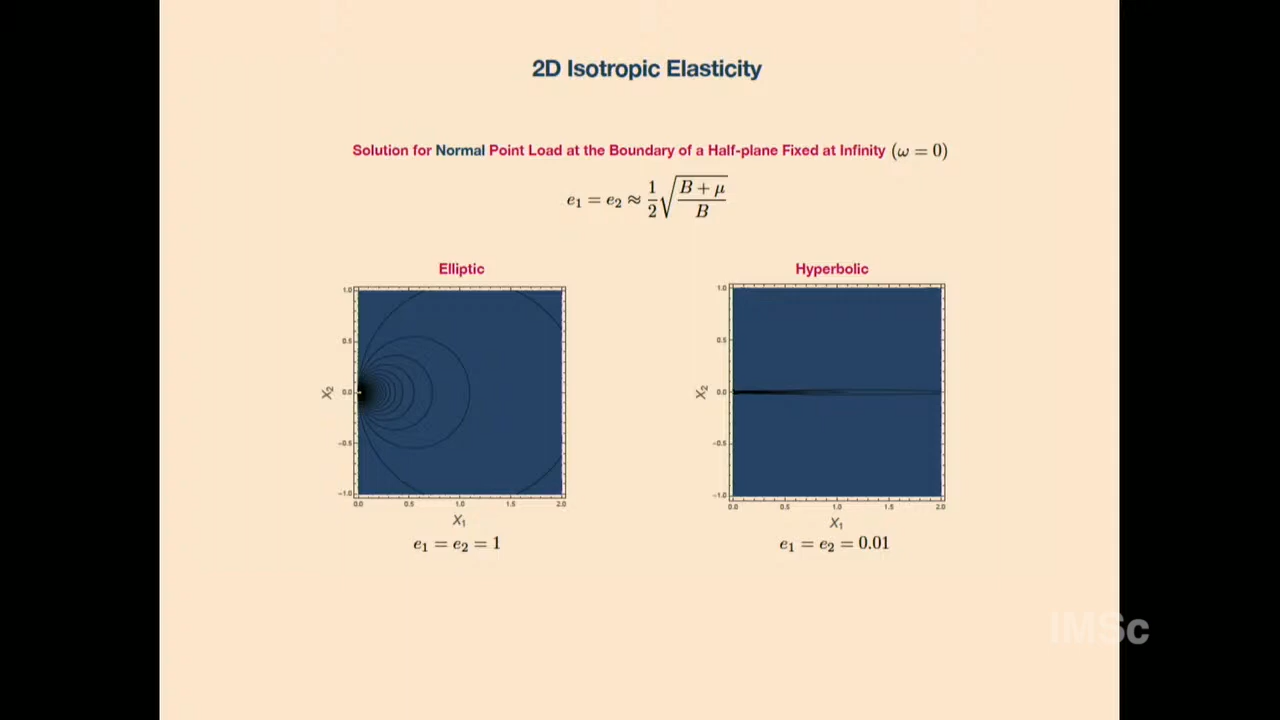 2D Isotropic Elasticity
Solution for Normal Point Load at the Boundary of a Half-plane Fixed at Infinity (ω = 0)
e₁ = e₂ ≈ 1/2 √((B + μ)/B)
Elliptic
Hyperbolic
1.0
0.5
0.0
−0.5
−1.0
X₂
0.0 0.5 1.0 1.5 2.0
X₁
1.0
0.5
0.0
−0.5
−1.0
X₂
0.0 0.5 1.0 1.5 2.0
X₁
e₁ = e₂ = 1
e₁ = e₂ = 0.01
IMSc